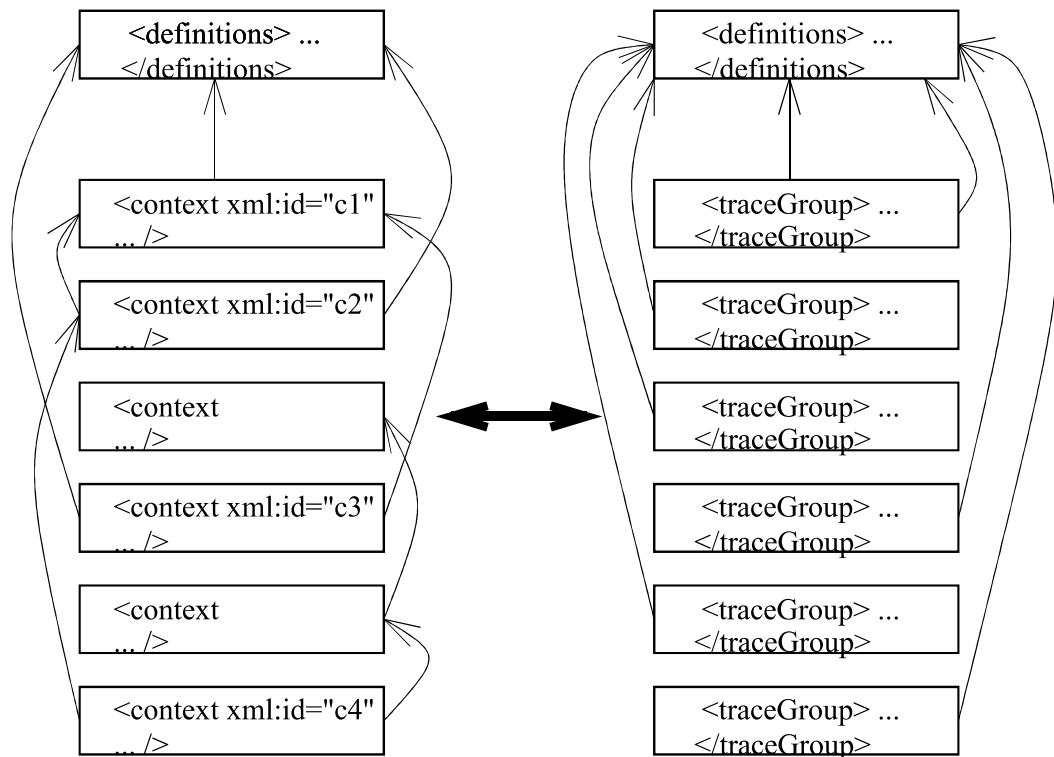 <definitions> ...
</definitions>
<context xml:id="c1"
... />
<context xml:id="c2"
... />
<context
... />
<context xml:id="c3"
... />
<context
... />
<context xml:id="c4"
... />
<definitions> ...
</definitions>
<traceGroup> ...
</traceGroup>
<traceGroup> ...
</traceGroup>
<traceGroup> ...
</traceGroup>
<traceGroup> ...
</traceGroup>
<traceGroup> ...
</traceGroup>
<traceGroup> ...
</traceGroup>